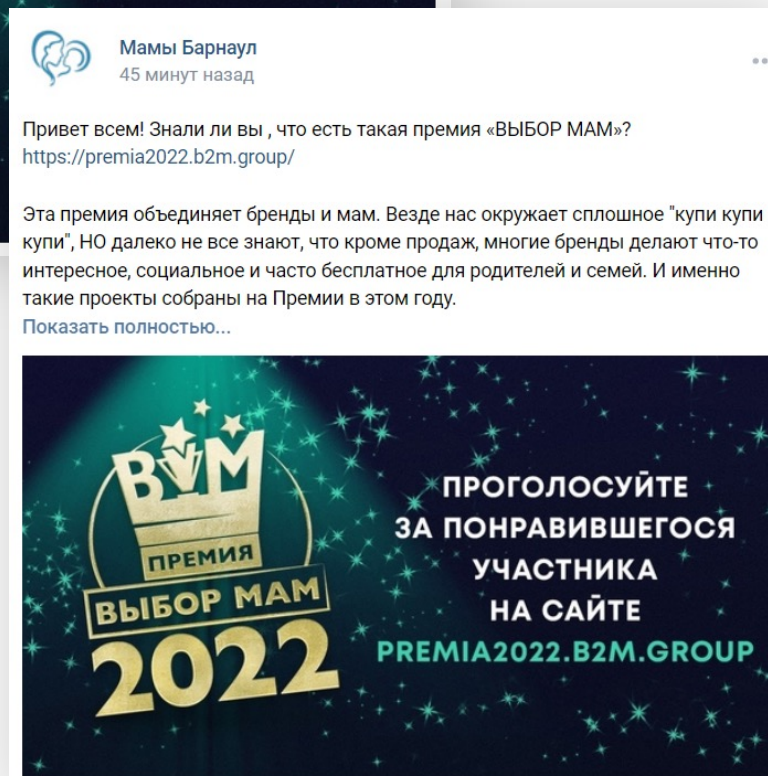 Мамы Барнаул
45 минут назад
Привет всем! Знали ли вы , что есть такая премия «ВЫБОР МАМ»?
https://premia2022.b2m.group/
Эта премия объединяет бренды и мам. Везде нас окружает сплошное "купи купи
купи", НО далеко не все знают, что кроме продаж, многие бренды делают что-то
интересное, социальное и часто бесплатное для родителей и семей. И именно
такие проекты собраны на Премии в этом году.
Показать полностью...
ВМ
ПРЕМИЯ
ВЫБОР МАМ
2022
ПРОГОЛОСУЙТЕ
ЗА ПОНРАВИВШЕГОСЯ
УЧАСТНИКА
НА САЙТЕ
PREMIA2022.B2M.GROUP